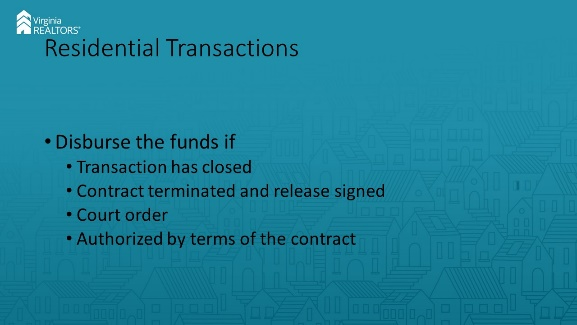 Virginia
REALTORS®
Residential Transactions
• Disburse the funds if
• Transaction has closed
• Contract terminated and release signed
• Court order
• Authorized by terms of the contract